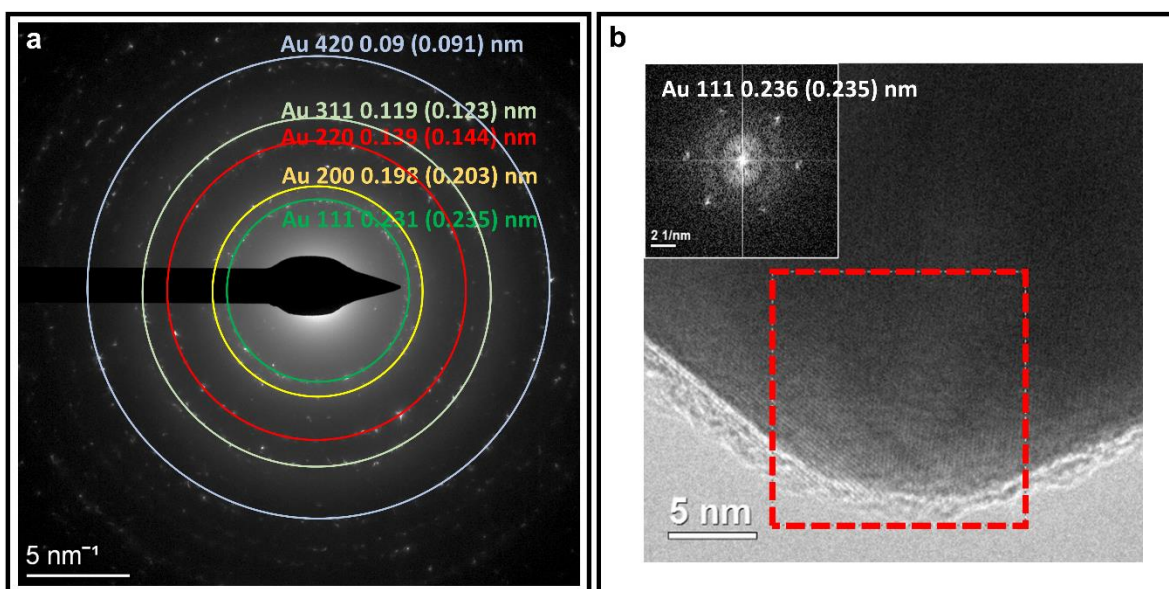 a
Au 420 0.09 (0.091) nm
Au 311 0.119 (0.123) nm
Au 220 0.139 (0.144) nm
Au 200 0.198 (0.203) nm
Au 111 0.231 (0.235) nm
5 nm⁻¹
b
Au 111 0.236 (0.235) nm
2 1/nm
5 nm